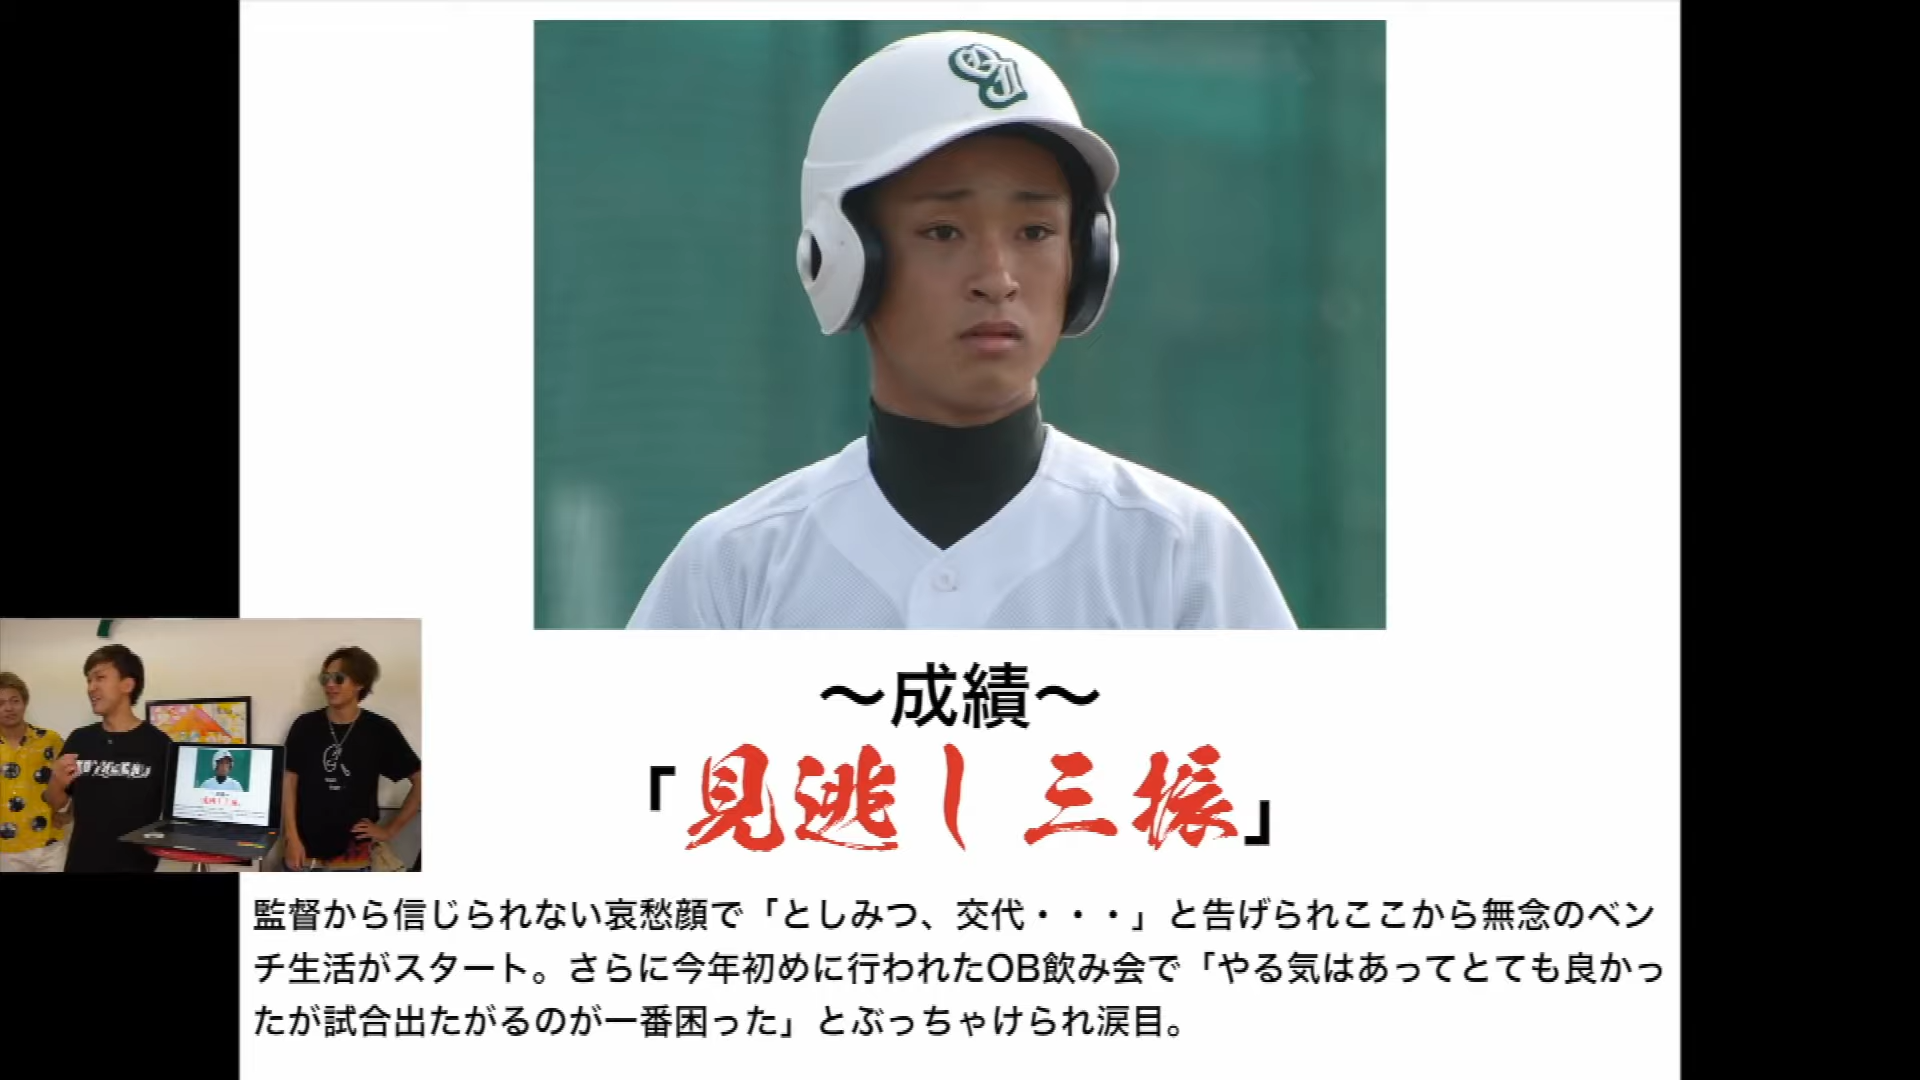 OJ
～成績～
「見逃し三振」
監督から信じられない哀愁顔で「としみつ、交代・・・」と告げられここから無念のベン
チ生活がスタート。さらに今年初めに行われたOB飲み会で「やる気はあってとても良かっ
たが試合出たがるのが一番困った」とぶっちゃけられ涙目。